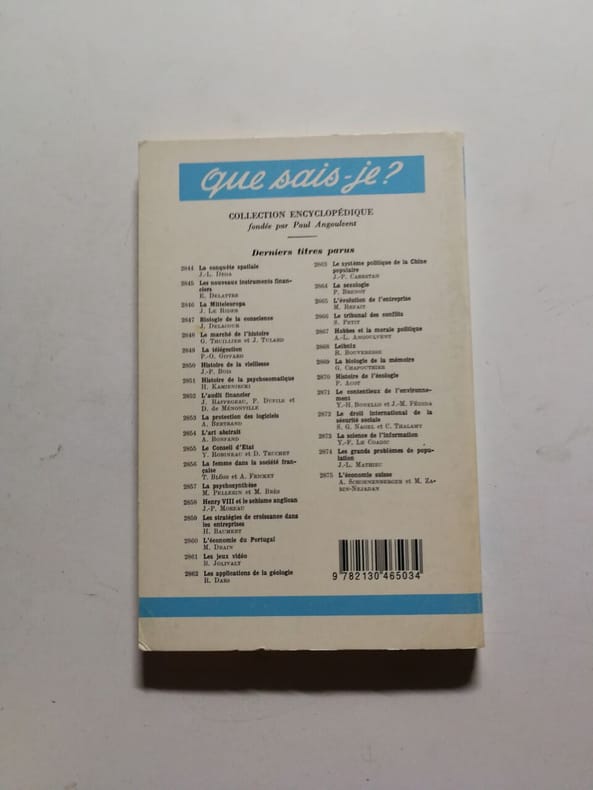 que sais-je?
COLLECTION ENCYCLOPÉDIQUE
fondée par Paul Angoulvent
Derniers titres parus
2844 La conquête spatiale
J.-L.
2845 Les nouveaux instruments finan-
ciers
E. DELATTRE
2846 La Mitteleuropa
J. LE RIDER
2847 Biologie de la conscience
J. DELACOUR
2848 Le marché de l'histoire
G. THUILLIER et J. TULARD
2849 La télégestion
P.-O. GIFFARD
2850 Histoire de la vieillesse
J.-P. BOIS
2851 Histoire de la psychosomatique
H. KAMIENIECKI
2852 L'audit financier
J. RAFFEGEAU, P. DUFILS et
D. de MÉNONVILLE
2853 La protection des logiciels
A. BERTRAND
2854 L'art abstrait
A. BONFAND
2855 Le Conseil d'Etat
Y. ROBINEAU et D. TRUCHET
2856 La femme dans la société fran-
çaise
T. BLÖSS et A. FRICKEY
2857 La psychosynthèse
M. PELLERIN et M. BRÈS
2858 Henry VIII et le schisme anglican
J.-P. MOREAU
2859 Les stratégies de croissance dans
les entreprises
H. BAUMERT
2860 L'économie du Portugal
M. DRAIN
2861 Les jeux vidéo
B. JOLIVALT
2862 Les applications de la géologie
R. DARS
2863 Le système politique de la Chine
populaire
J.-P. CABESTAN
2864 La sexologie
P. BRENOT
2865 L'évolution de l'entreprise
M. REFAIT
2866 Le tribunal des conflits
S. PETIT
2867 Hobbes et la morale politique
A.-L. ANGOULVENT
2868 Leibniz
R. BOUVERESSE
2869 La biologie de la mémoire
G. CHAPOUTHIER
2870 Histoire de l'écologie
P. ACOT
2871 Le contentieux de l'environne-
ment
Y.-H. BONELLO et J.-M. FÉDIDA
2872 Le droit international de la
sécurité sociale
S. G. NAGEL et C. THALAMY
2873 La science de l'information
Y.-F. LE COADIC
2874 Les grands problèmes de popu-
lation
J.-L. MATHIEU
2875 L'économie suisse
A. SCHOENENBERGER et M. ZA-
RIN-NEJADAN
9 782130 465034